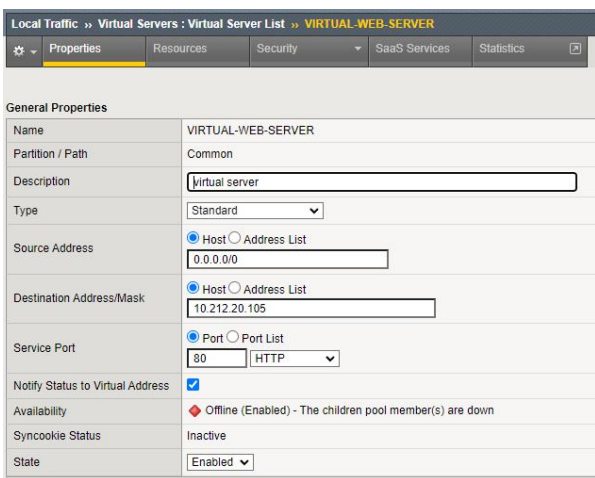 Local Traffic ›› Virtual Servers : Virtual Server List ›› VIRTUAL-WEB-SERVER
Properties Resources Security SaaS Services Statistics
General Properties
Name VIRTUAL-WEB-SERVER
Partition / Path Common
Description virtual server
Type Standard
Source Address Host Address List
0.0.0.0/0
Destination Address/Mask Host Address List
10.212.20.105
Service Port Port Port List
80 HTTP
Notify Status to Virtual Address
Availability Offline (Enabled) - The children pool member(s) are down
Syncookie Status Inactive
State Enabled